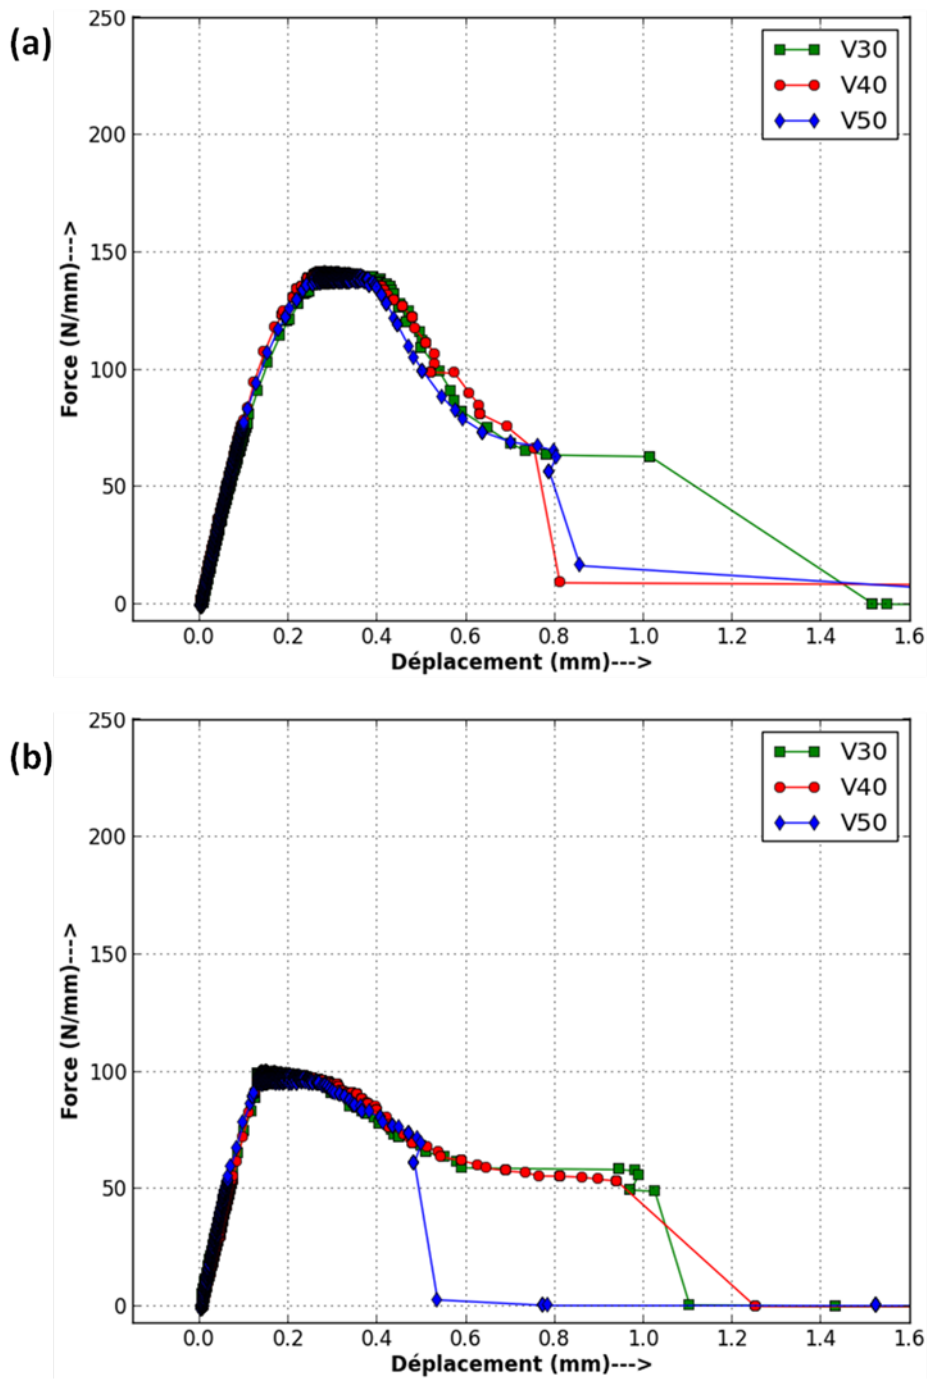 (a)
250
200
150
100
50
0
Force (N/mm)--->
V30
V40
V50
0.0 0.2 0.4 0.6 0.8 1.0 1.2 1.4 1.6
Déplacement (mm)--->
(b)
250
200
150
100
50
0
Force (N/mm)--->
V30
V40
V50
0.0 0.2 0.4 0.6 0.8 1.0 1.2 1.4 1.6
Déplacement (mm)--->